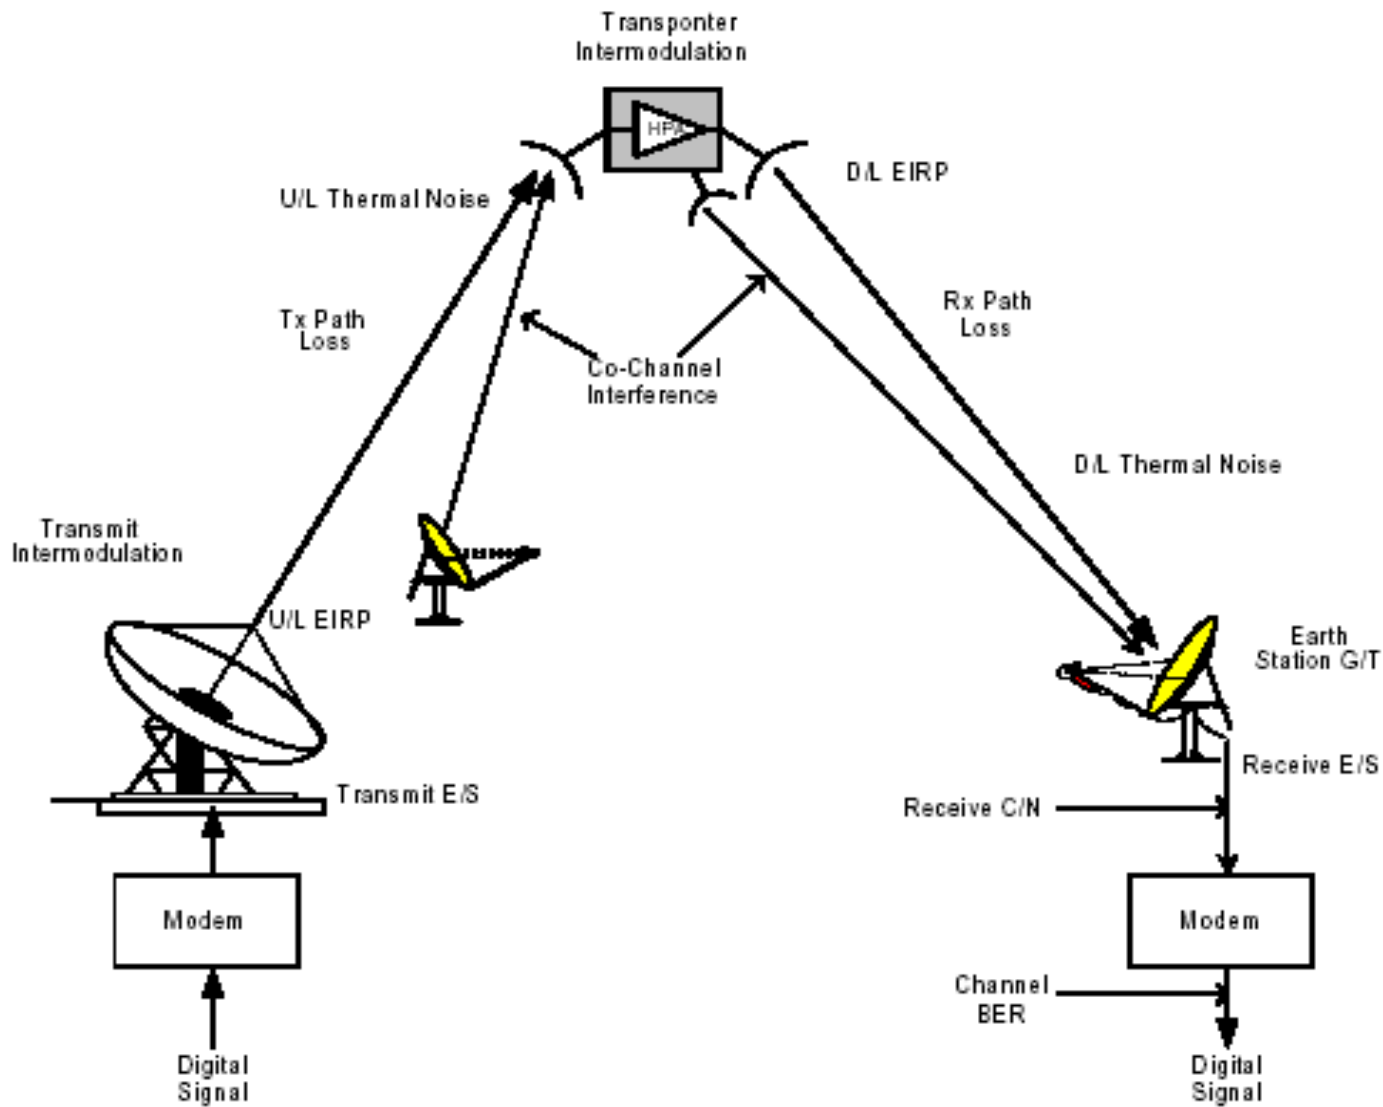 Transponter
Intermodulation
HPA
D/L EIRP
U/L Thermal Noise
Tx Path
Loss
Rx Path
Loss
Co-Channel
Interference
D/L Thermal Noise
Transmit
Intermodulation
U/L EIRP
Earth
Station G/T
Transmit E/S
Receive E/S
Receive C/N
Modem
Modem
Channel
BER
Digital
Signal
Digital
Signal